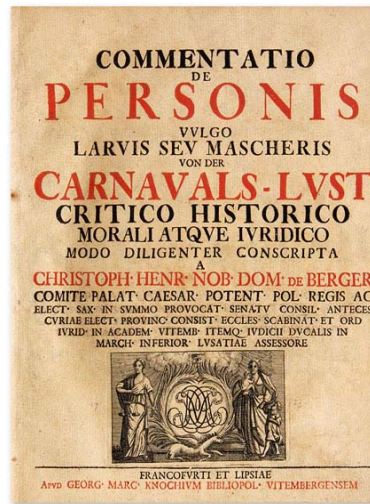 COMMENTATIO
DE
PERSONIS
VVLGO
LARVIS SEV MASCHERIS
VON DER
CARNAVALS-LVST
CRITICO HISTORICO
MORALI ATQVE IVRIDICO
MODO DILIGENTER CONSCRIPTA
A
CHRISTOPH· HENR· NOB· DOM· DE BERGER
COMITE PALAT· CAESAR· POTENT· POL· REGIS AC
ELECT· SAX· IN SVMMO PROVOCAT· SENATV CONSIL· ANTECES
CVRIAE ELECT· PROVINC· CONSIST· ECCLES· SCABINAT· ET ORD
IVRID· IN ACADEM· VITEMB· ITEMQ· IVDICII DVCALIS IN
MARCH· INFERIOR· LVSATIAE ASSESSORE
FRANCOFVRTI ET LIPSIAE
APVD GEORG· MARC· KNOCHIVM BIBLIOPOL· VITEMBERGENSEM